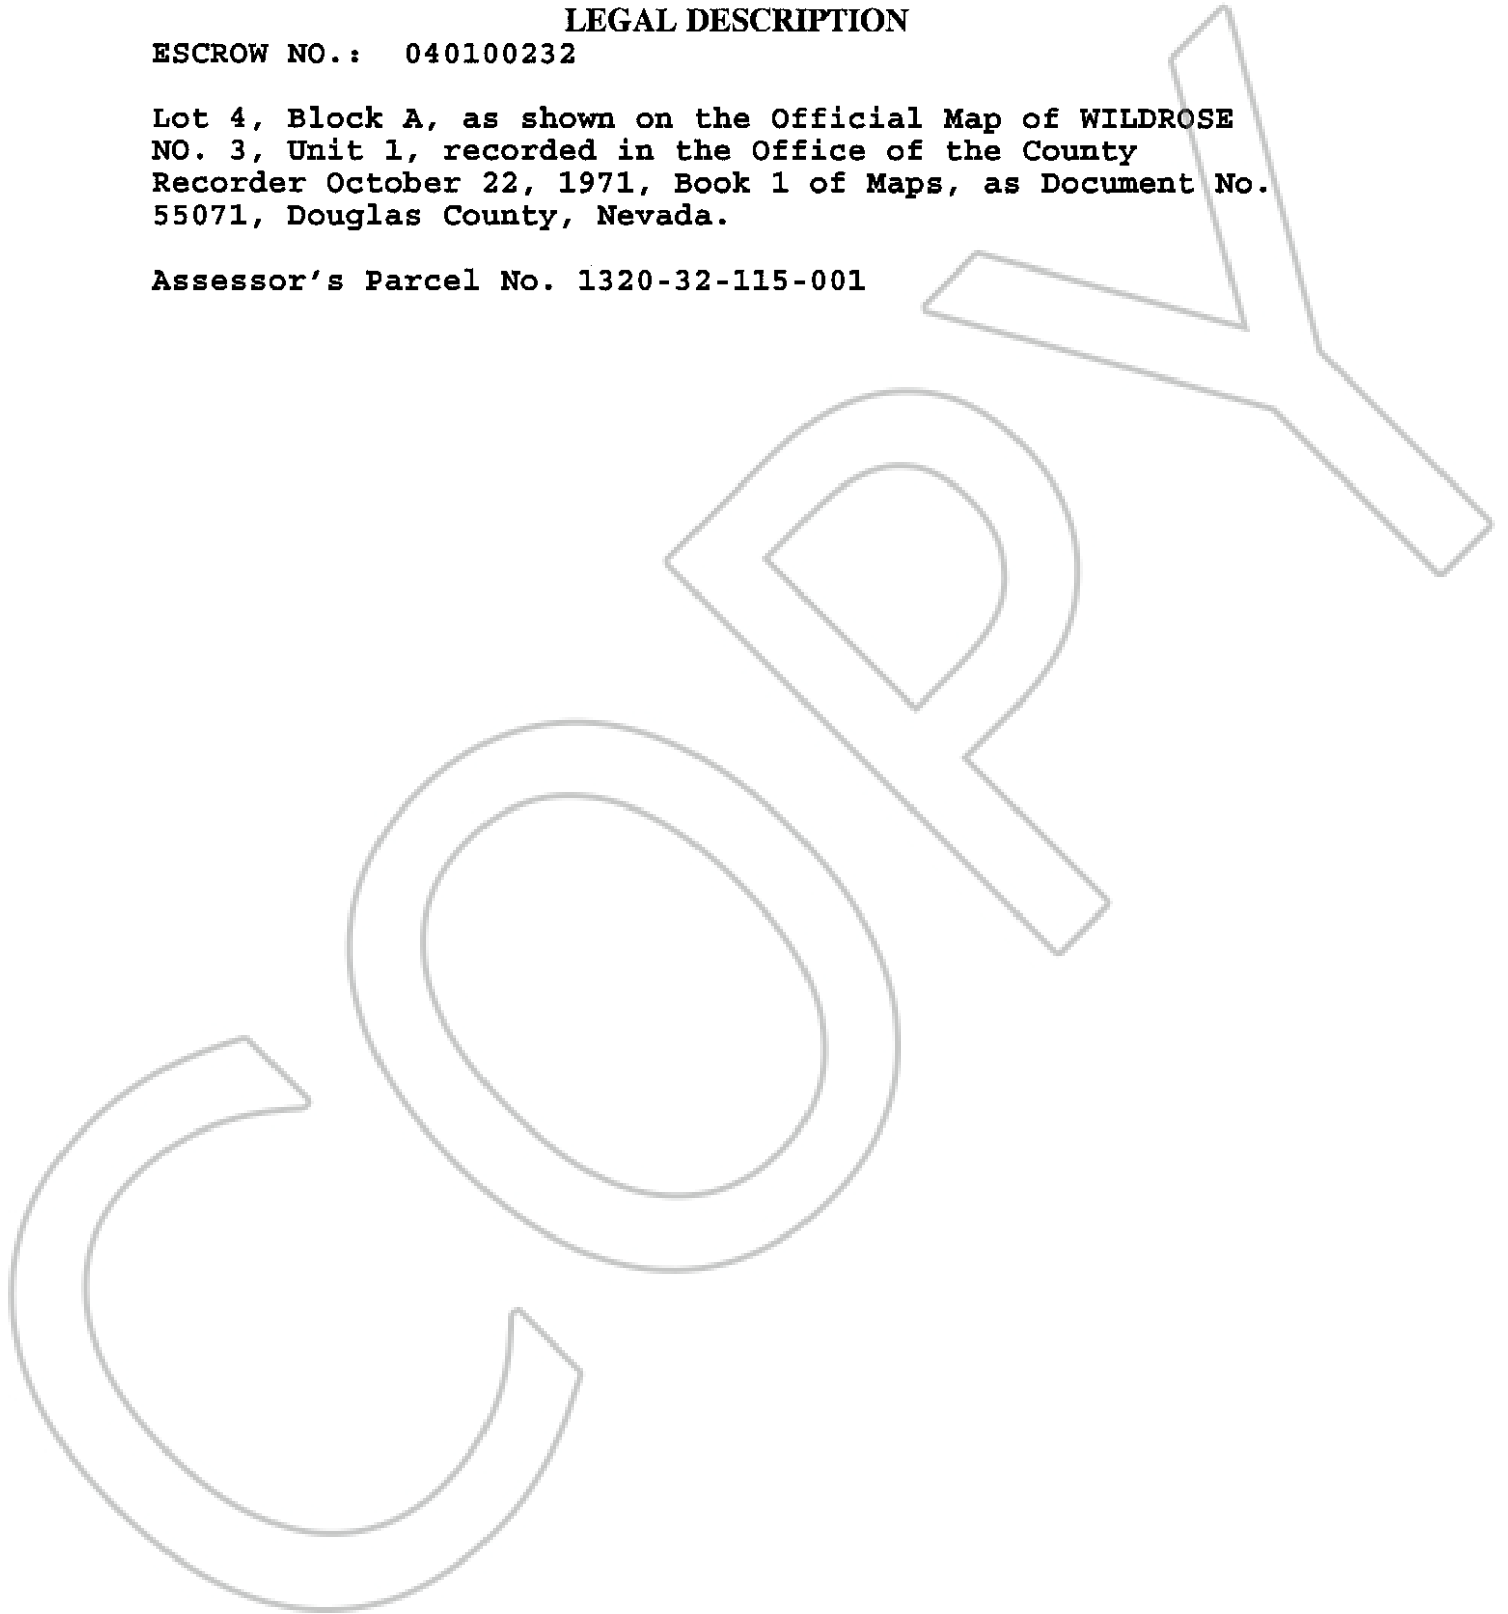 LEGAL DESCRIPTION
ESCROW NO.: 040100232
Lot 4, Block A, as shown on the Official Map of WILDROSE
NO. 3, Unit 1, recorded in the Office of the County
Recorder October 22, 1971, Book 1 of Maps, as Document No.
55071, Douglas County, Nevada.
Assessor's Parcel No. 1320-32-115-001
COPY